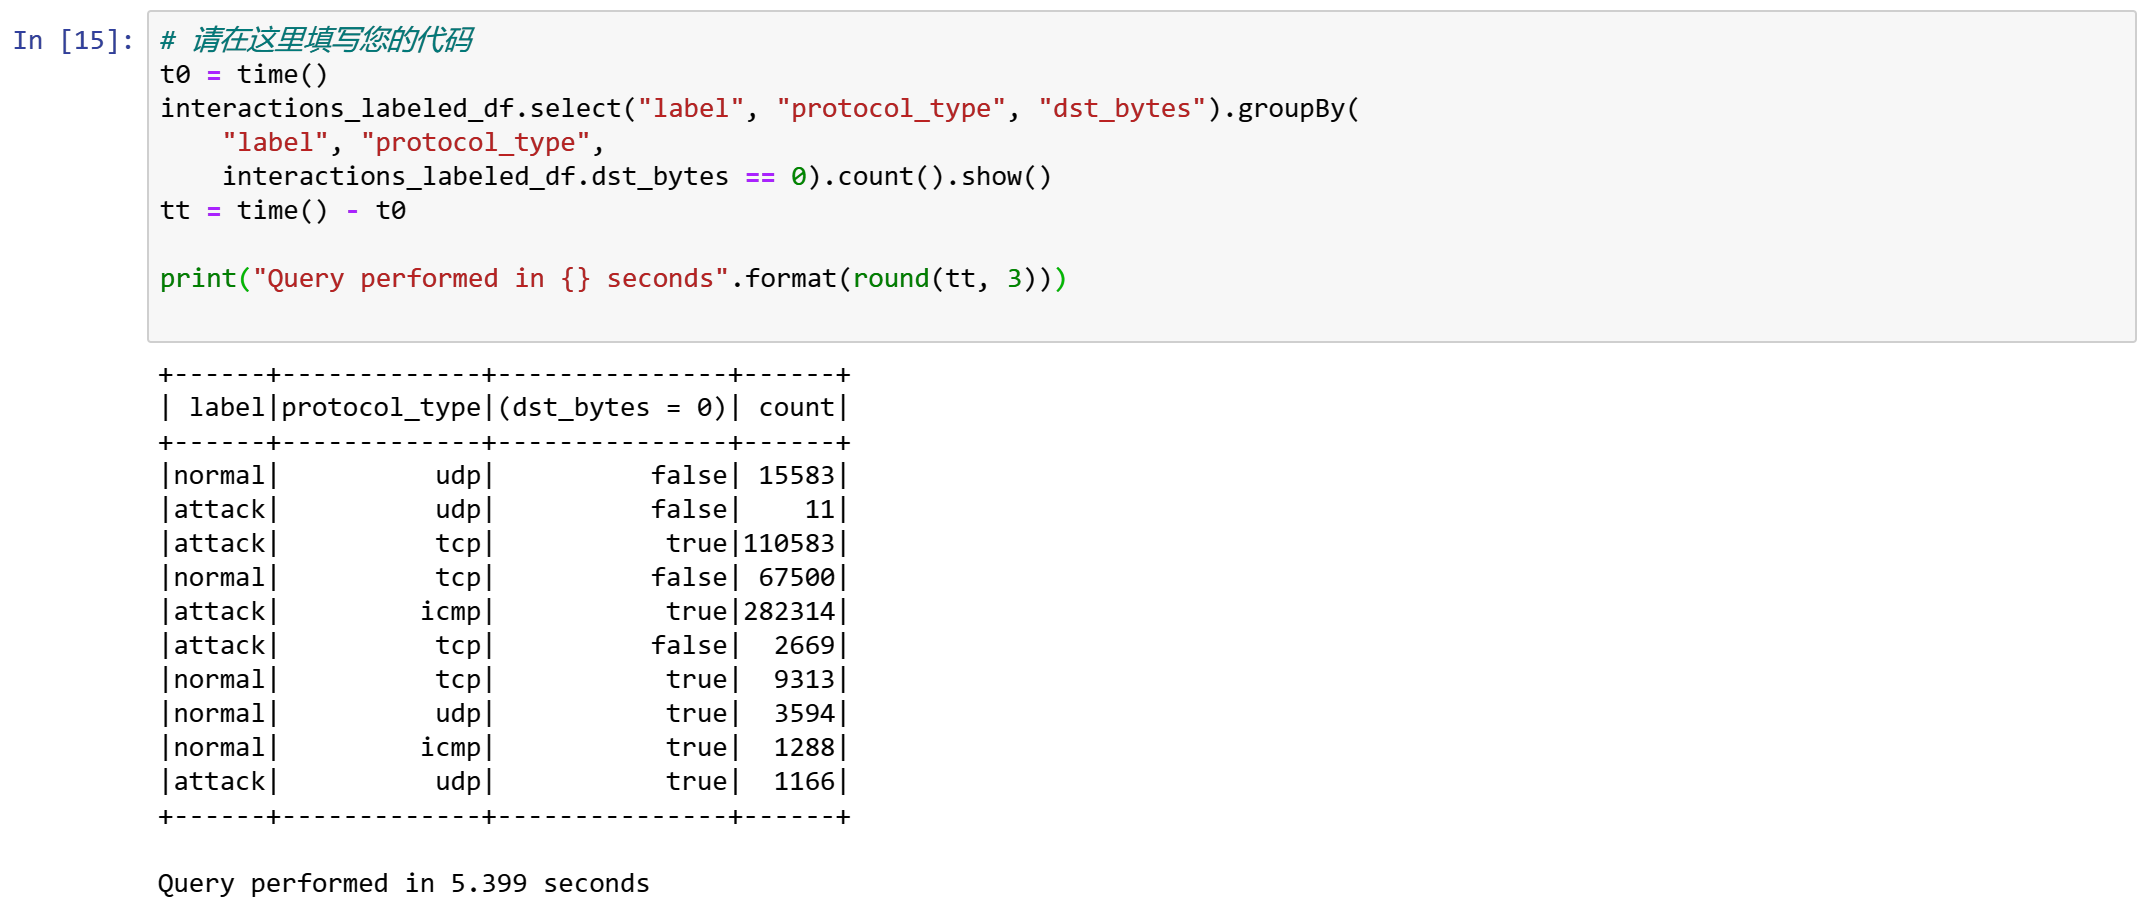 In [15]: # 请在这里填写您的代码
t0 = time()
interactions_labeled_df.select("label", "protocol_type", "dst_bytes").groupBy(
    "label", "protocol_type",
    interactions_labeled_df.dst_bytes == 0).count().show()
tt = time() - t0
print("Query performed in {} seconds".format(round(tt, 3)))
+------+-------------+---------------+------+
| label|protocol_type|(dst_bytes = 0)| count|
+------+-------------+---------------+------+
|normal|          udp|          false| 15583|
|attack|          udp|          false|    11|
|attack|          tcp|           true|110583|
|normal|          tcp|          false| 67500|
|attack|         icmp|           true|282314|
|attack|          tcp|          false|  2669|
|normal|          tcp|           true|  9313|
|normal|          udp|           true|  3594|
|normal|         icmp|           true|  1288|
|attack|          udp|           true|  1166|
+------+-------------+---------------+------+
Query performed in 5.399 seconds